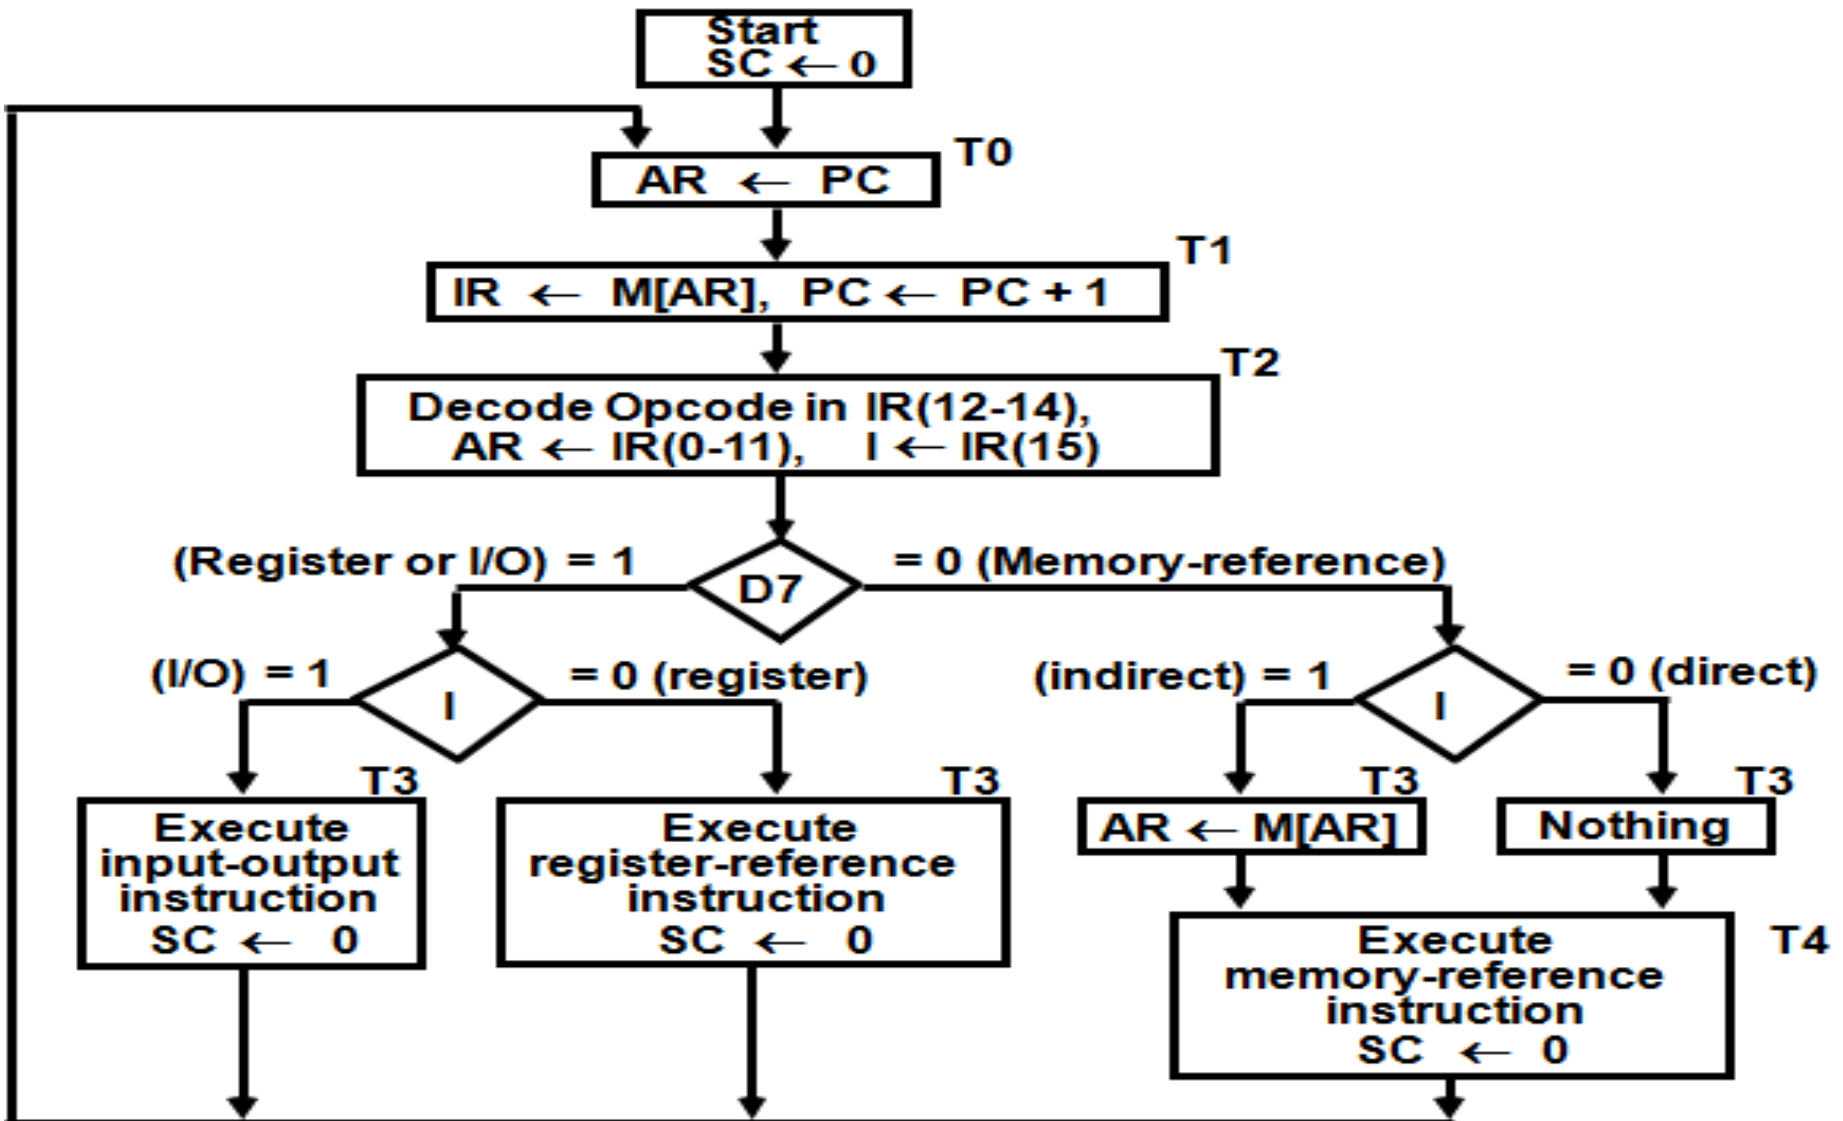 Start
SC ← 0
T0
AR ← PC
T1
IR ← M[AR], PC ← PC + 1
T2
Decode Opcode in IR(12-14),
AR ← IR(0-11), I ← IR(15)
(Register or I/O) = 1
D7
= 0 (Memory-reference)
(I/O) = 1
I
= 0 (register)
(indirect) = 1
I
= 0 (direct)
T3
Execute
input-output
instruction
SC ← 0
T3
Execute
register-reference
instruction
SC ← 0
T3
AR ← M[AR]
T3
Nothing
T4
Execute
memory-reference
instruction
SC ← 0